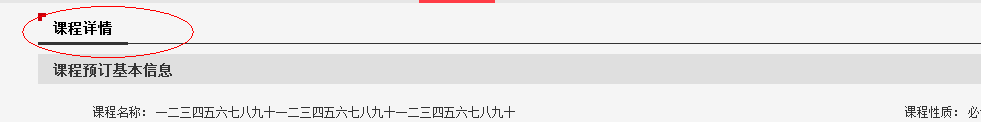 课程详情
课程预订基本信息
课程名称: 一二三四五六七八九十一二三四五六七八九十一二三四五六七八九十 课程性质: 必